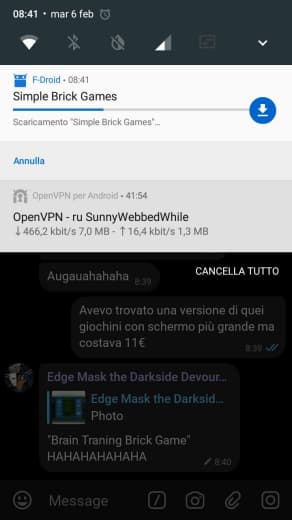 08:41 • mar 6 feb
F-Droid • 08:41
Simple Brick Games
Scaricamento "Simple Brick Games"...
Annulla
OpenVPN per Android • 41:54
OpenVPN - ru SunnyWebbedWhile
↓466,2 kbit/s 7,0 MB - ↑16,4 kbit/s 1,3 MB
CANCELLA TUTTO
Augauahahaha 8:39
Avevo trovato una versione di quei
giochini con schermo più grande ma
costava 11€
8:39
Edge Mask the Darkside Devour...
Edge Mask the Darksid...
Photo
"Brain Traning Brick Game"
HAHAHAHAHAHA
8:40
Message